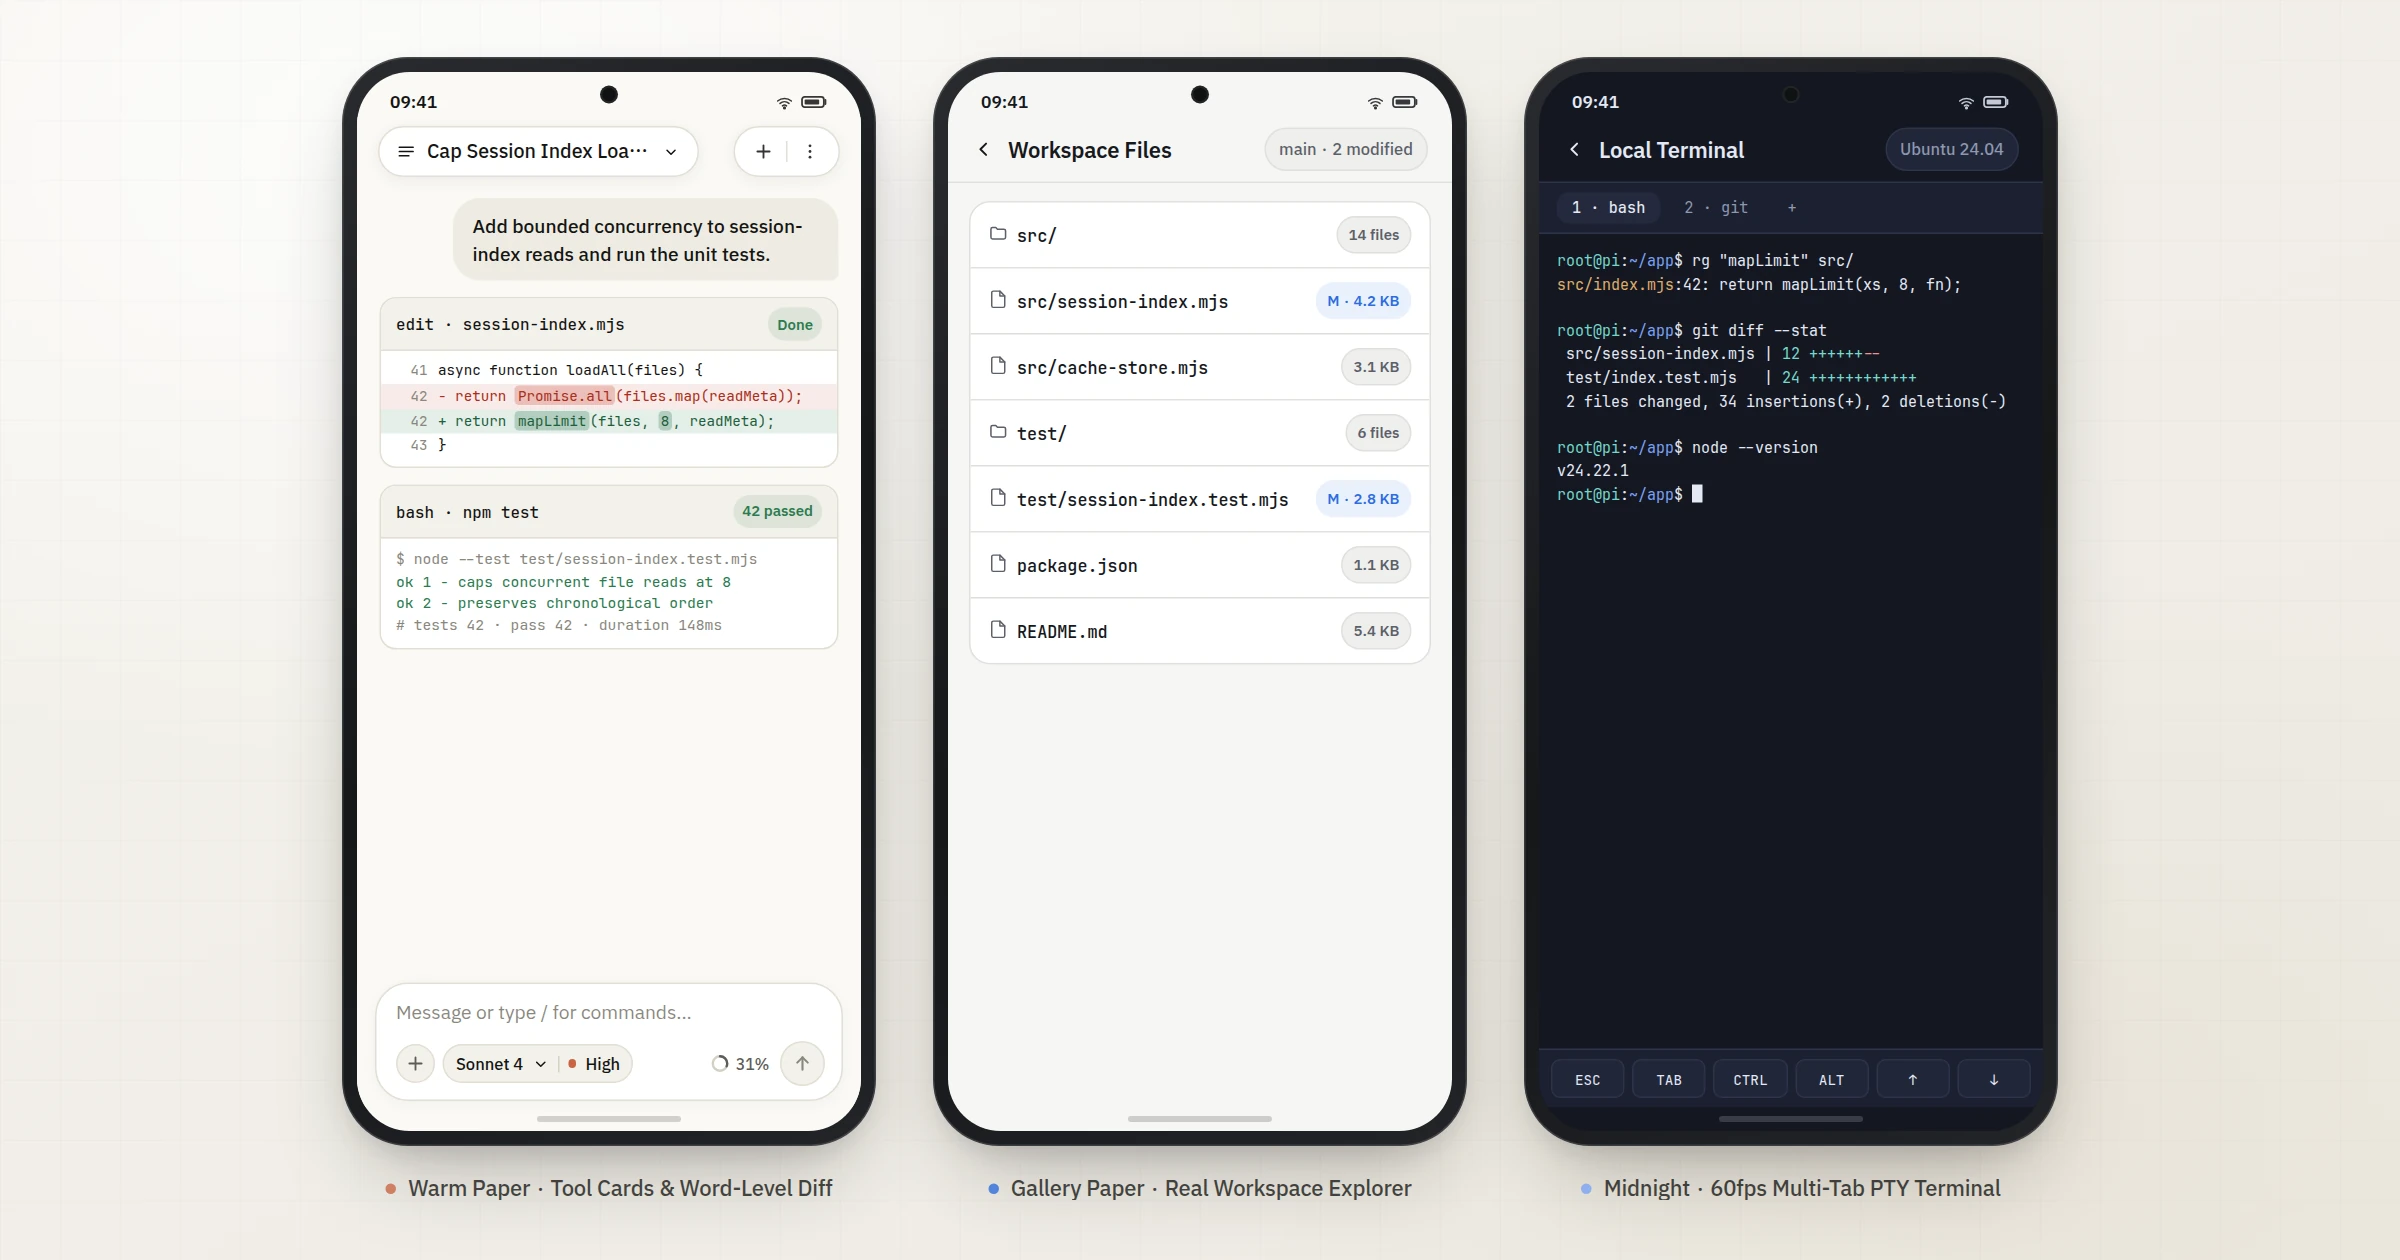 09:41
Cap Session Index Loa···
Add bounded concurrency to session-
index reads and run the unit tests.
edit · session-index.mjs
Done
41 async function loadAll(files) {
42 - return Promise.all(files.map(readMeta));
42 + return mapLimit(files, 8, readMeta);
43 }
bash · npm test
42 passed
$ node --test test/session-index.test.mjs
ok 1 - caps concurrent file reads at 8
ok 2 - preserves chronological order
# tests 42 · pass 42 · duration 148ms
Message or type / for commands...
Sonnet 4
High
31%
Warm Paper · Tool Cards & Word-Level Diff
09:41
Workspace Files
main · 2 modified
src/
14 files
src/session-index.mjs
M · 4.2 KB
src/cache-store.mjs
3.1 KB
test/
6 files
test/session-index.test.mjs
M · 2.8 KB
package.json
1.1 KB
README.md
5.4 KB
Gallery Paper · Real Workspace Explorer
09:41
Local Terminal
Ubuntu 24.04
1 · bash
2 · git
+
root@pi:~/app$ rg "mapLimit" src/
src/index.mjs:42: return mapLimit(xs, 8, fn);
root@pi:~/app$ git diff --stat
src/session-index.mjs | 12 ++++++--
test/index.test.mjs | 24 ++++++++++++
2 files changed, 34 insertions(+), 2 deletions(-)
root@pi:~/app$ node --version
v24.22.1
root@pi:~/app$
ESC
TAB
CTRL
ALT
↑
↓
Midnight · 60fps Multi-Tab PTY Terminal